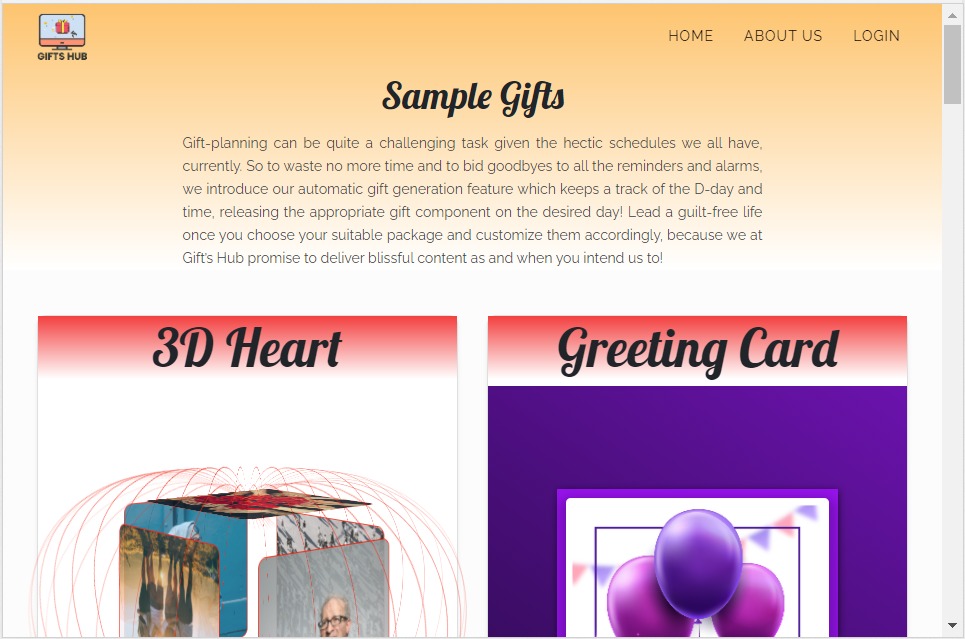 GIFTS HUB
HOME ABOUT US LOGIN
Sample Gifts
Gift-planning can be quite a challenging task given the hectic schedules we all have,
currently. So to waste no more time and to bid goodbyes to all the reminders and alarms,
we introduce our automatic gift generation feature which keeps a track of the D-day and
time, releasing the appropriate gift component on the desired day! Lead a guilt-free life
once you choose your suitable package and customize them accordingly, because we at
Gift's Hub promise to deliver blissful content as and when you intend us to!
3D Heart
Greeting Card